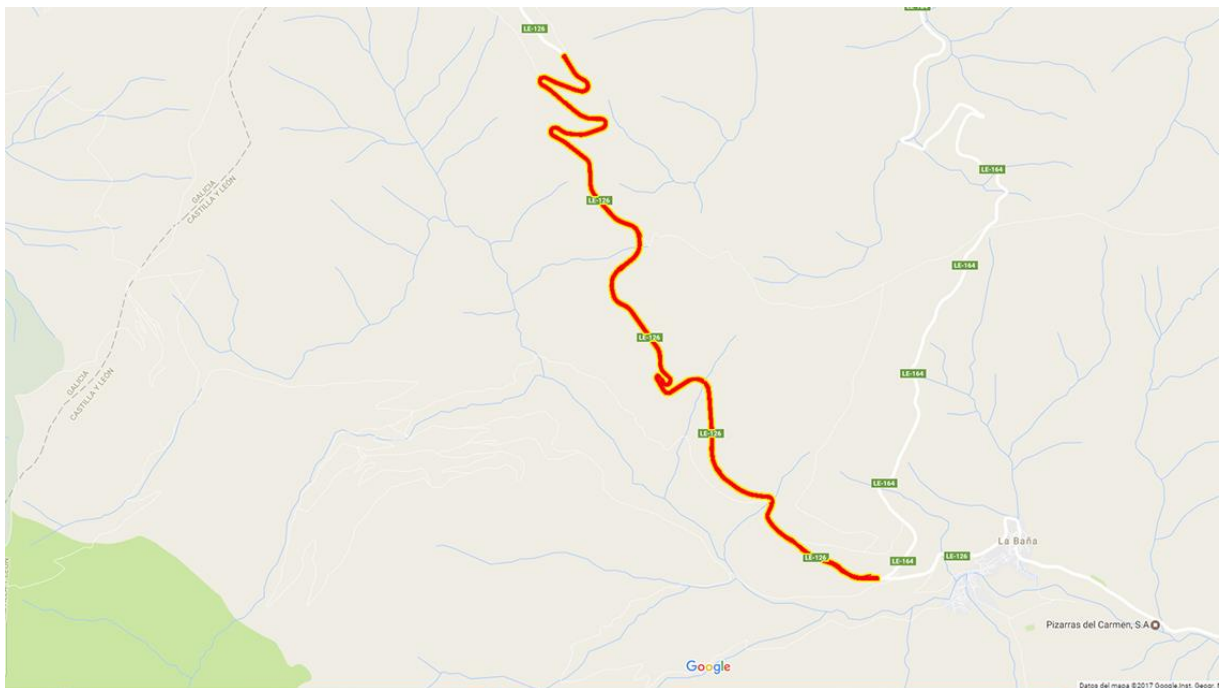 LE-126
LE-164
LE-164
GALICIA
CASTILLA Y LEÓN
LE-126
LE-164
LE-126
GALICIA
CASTILLA Y LEÓN
LE-164
LE-126
LE-164
La Baña
LE-126
LE-126
LE-164
Pizarras del Carmen, S.A
Google
Datos del mapa ©2017 Google, Inst. Geogr. N